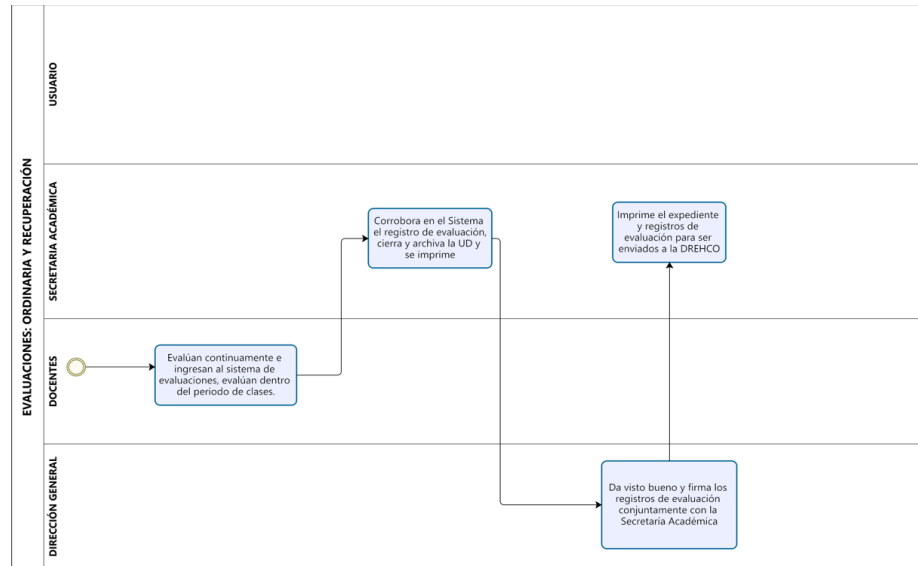 EVALUACIONES: ORDINARIA Y RECUPERACIÓN
USUARIO
SECRETARIA ACADÉMICA
Corrobora en el Sistema
el registro de evaluación,
cierra y archiva la UD y
se imprime
Imprime el expediente
y registros de
evaluación para ser
enviados a la DREHCO
DOCENTES
Evalúan continuamente e
ingresan al sistema de
evaluaciones, evalúan dentro
del periodo de clases.
DIRECCIÓN GENERAL
Da visto bueno y firma los
registros de evaluación
conjuntamente con la
Secretaría Académica